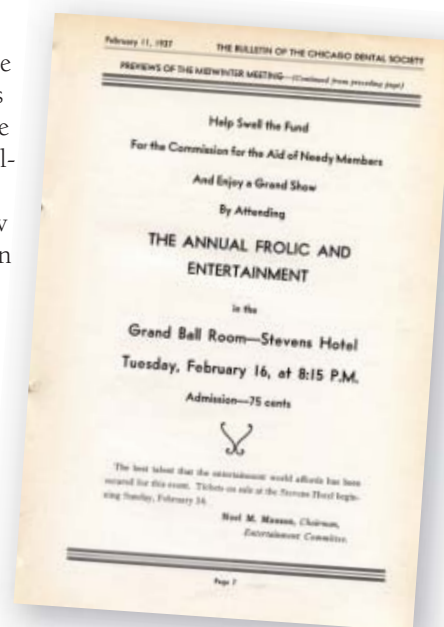 e
s
e
l-
v
n
February 11, 1937 THE BULLETIN OF THE CHICAGO DENTAL SOCIETY
PREVIEWS OF THE MIDWINTER MEETING—(Continued from preceding page)
Help Swell the Fund
For the Commission for the Aid of Needy Members
And Enjoy a Grand Show
By Attending
THE ANNUAL FROLIC AND
ENTERTAINMENT
in the
Grand Ball Room—Stevens Hotel
Tuesday, February 16, at 8:15 P.M.
Admission—75 cents
The best talent that the entertainment world affords has been
secured for this event. Tickets on sale at the Stevens Hotel begin-
ning Sunday, February 14.
Noel M. Maxson, Chairman,
Entertainment Committee.
Page 7